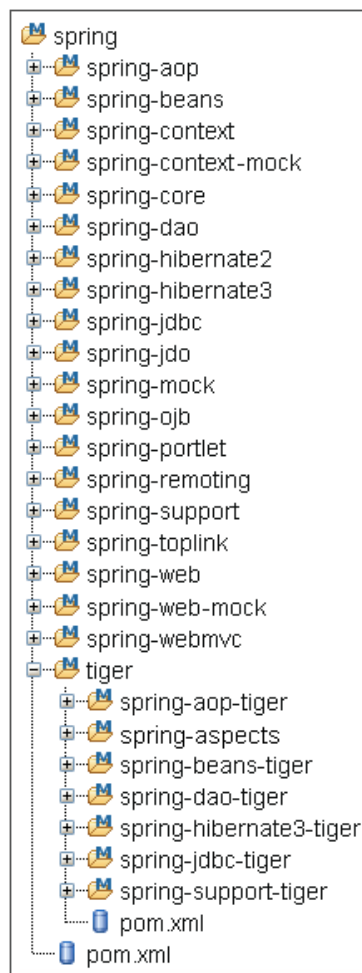 spring
spring-aop
spring-beans
spring-context
spring-context-mock
spring-core
spring-dao
spring-hibernate2
spring-hibernate3
spring-jdbc
spring-jdo
spring-mock
spring-ojb
spring-portlet
spring-remoting
spring-support
spring-toplink
spring-web
spring-web-mock
spring-webmvc
tiger
spring-aop-tiger
spring-aspects
spring-beans-tiger
spring-dao-tiger
spring-hibernate3-tiger
spring-jdbc-tiger
spring-support-tiger
pom.xml
pom.xml